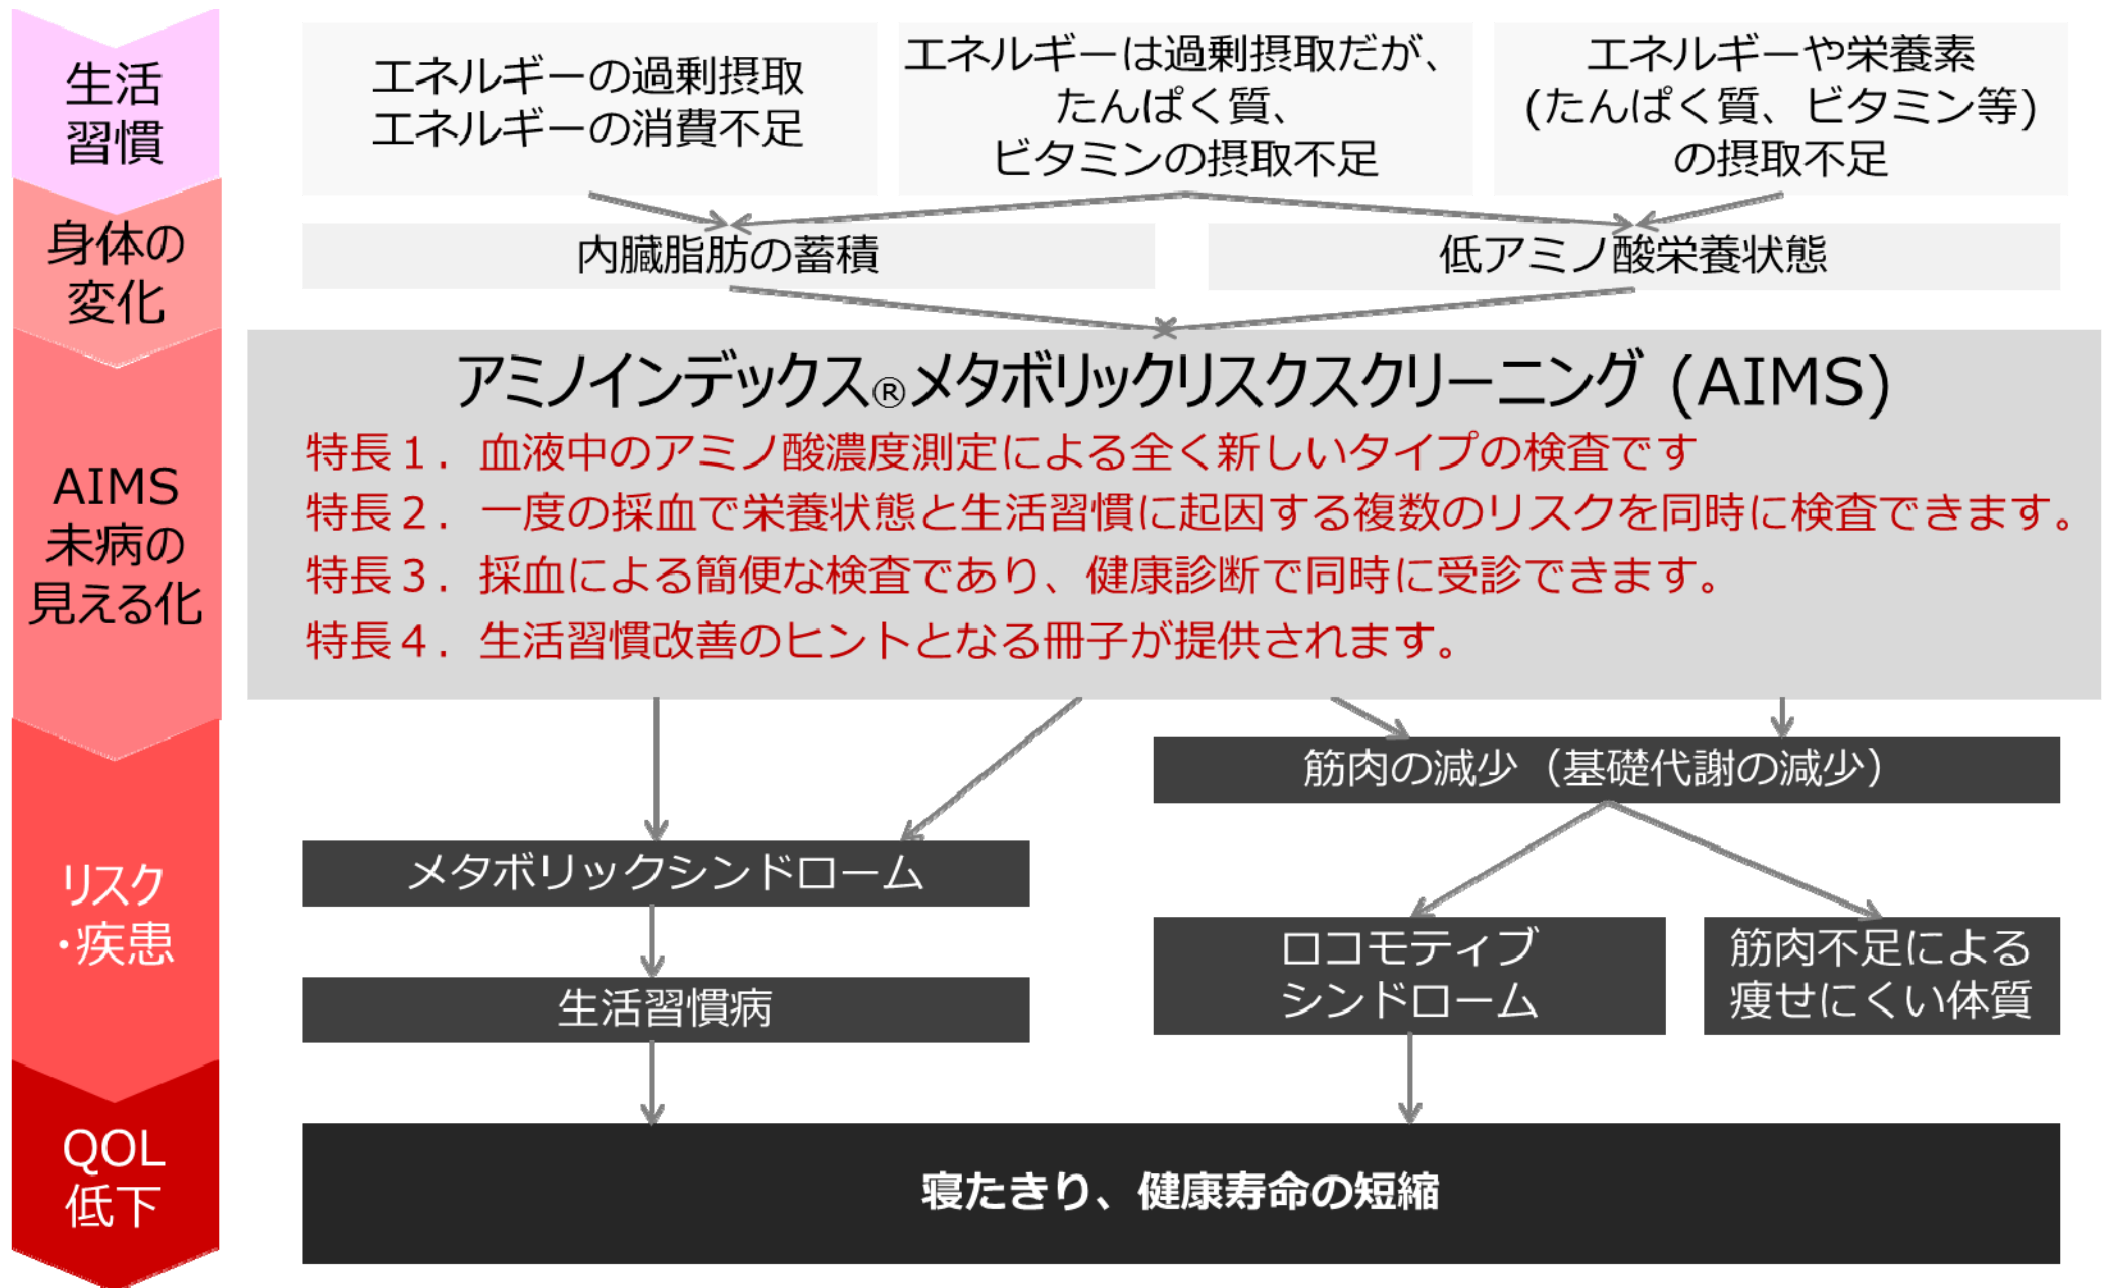 生活
習慣
エネルギーの過剰摂取
エネルギーの消費不足
エネルギーは過剰摂取だが、
たんぱく質、
ビタミンの摂取不足
エネルギーや栄養素
(たんぱく質、ビタミン等)
の摂取不足
身体の
変化
内臓脂肪の蓄積
低アミノ酸栄養状態
AIMS
未病の
見える化
アミノインデックス®メタボリックリスクスクリーニング (AIMS)
特長１．血液中のアミノ酸濃度測定による全く新しいタイプの検査です
特長２．一度の採血で栄養状態と生活習慣に起因する複数のリスクを同時に検査できます。
特長３．採血による簡便な検査であり、健康診断で同時に受診できます。
特長４．生活習慣改善のヒントとなる冊子が提供されます。
リスク
・疾患
筋肉の減少（基礎代謝の減少）
メタボリックシンドローム
ロコモティブ
シンドローム
筋肉不足による
痩せにくい体質
生活習慣病
QOL
低下
寝たきり、健康寿命の短縮